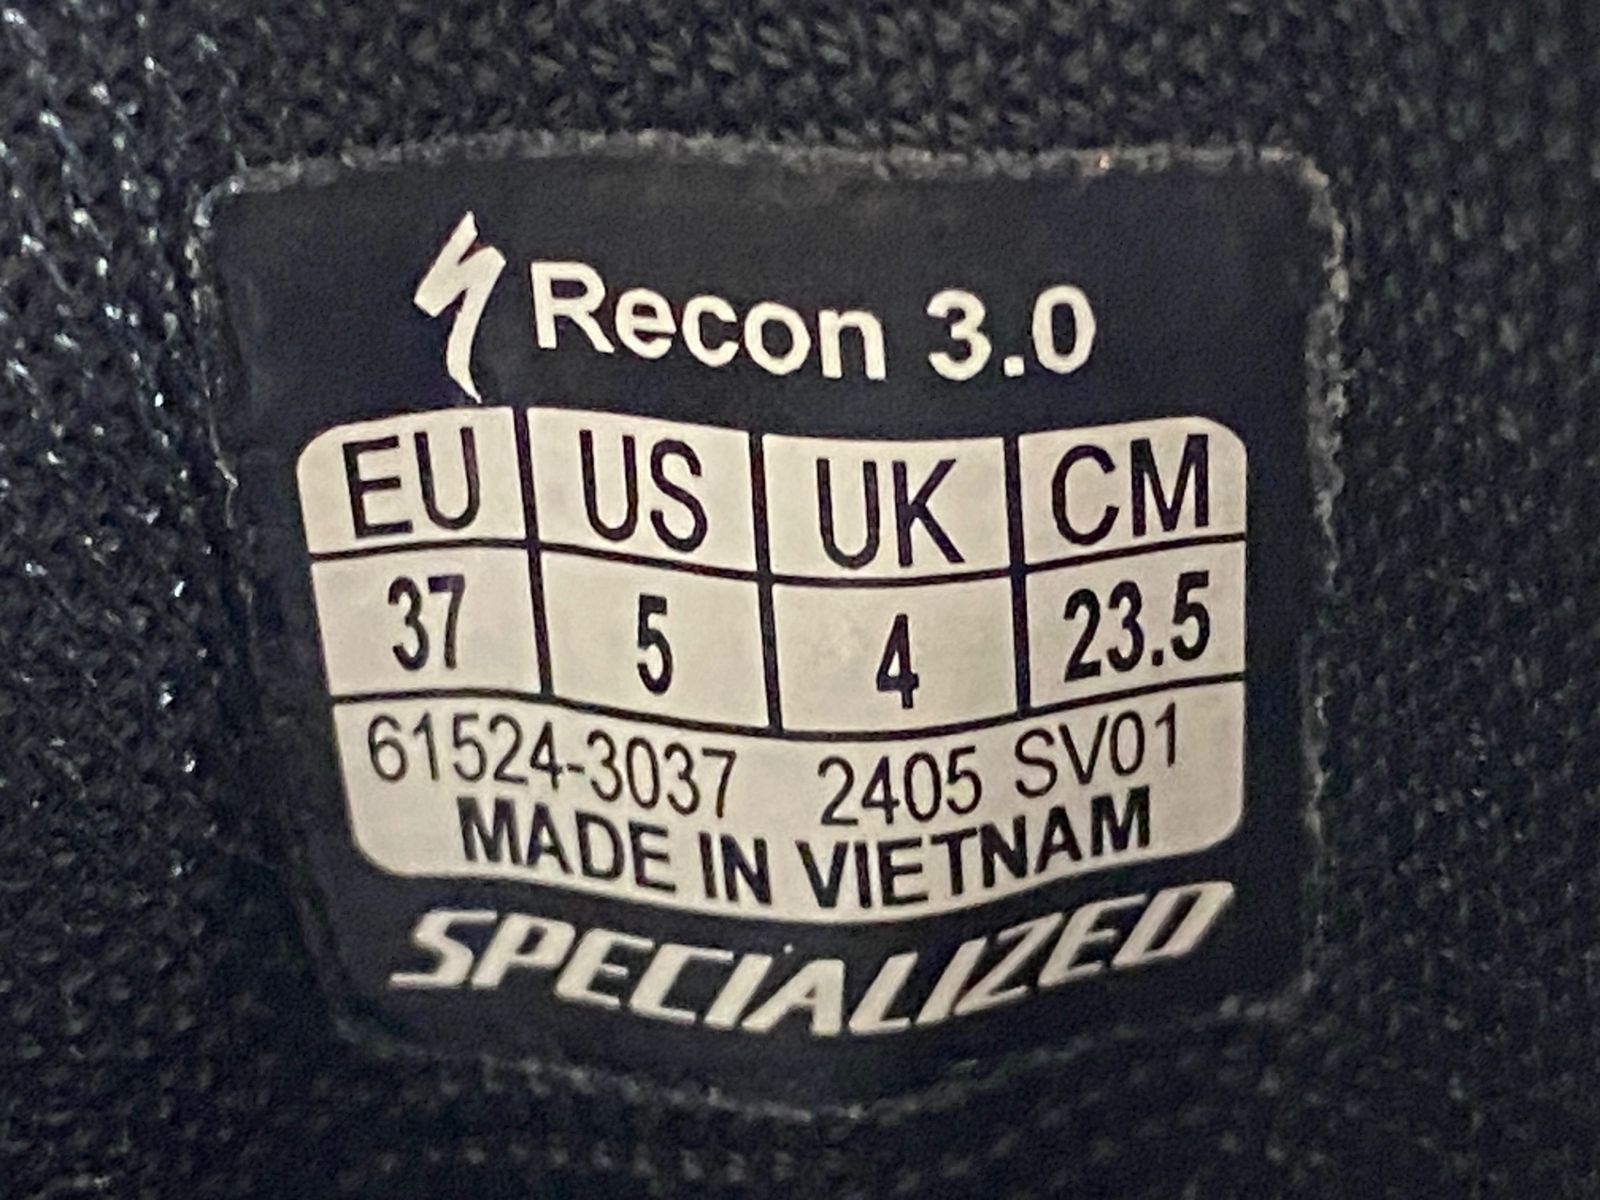 Recon 3.0
EU US UK CM
37 5 4 23.5
61524-3037 2405 SV01
MADE IN VIETNAM
SPECIALIZED